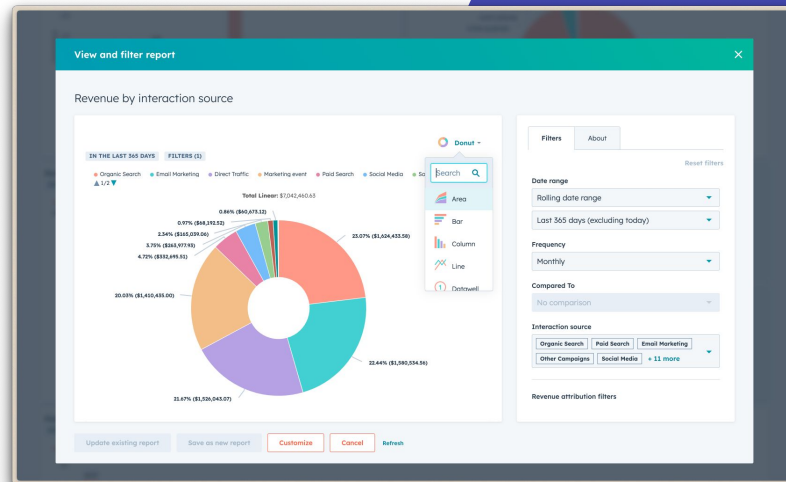 View and filter report
Revenue by interaction source
IN THE LAST 365 DAYS FILTERS (1)
Organic Search Email Marketing Direct Traffic Marketing event Paid Search Social Media So
1/2
Total Linear: $7,042,460.63
0.86% ($60,673.12)
0.97% ($68,192.52)
2.34% ($165,039.06)
3.75% ($263,977.93)
4.72% ($332,695.31)
20.03% ($1,410,435.00)
21.67% ($1,526,043.07)
23.07% ($1,624,433.58)
22.44% ($1,580,534.56)
Donut
Search
Area
Bar
Column
Line
Datawell
Filters About
Reset filters
Date range
Rolling date range
Last 365 days (excluding today)
Frequency
Monthly
Compared To
No comparison
Interaction source
Organic Search Paid Search Email Marketing
Other Campaigns Social Media + 11 more
Revenue attribution filters
Update existing report Save as new report Customize Cancel Refresh